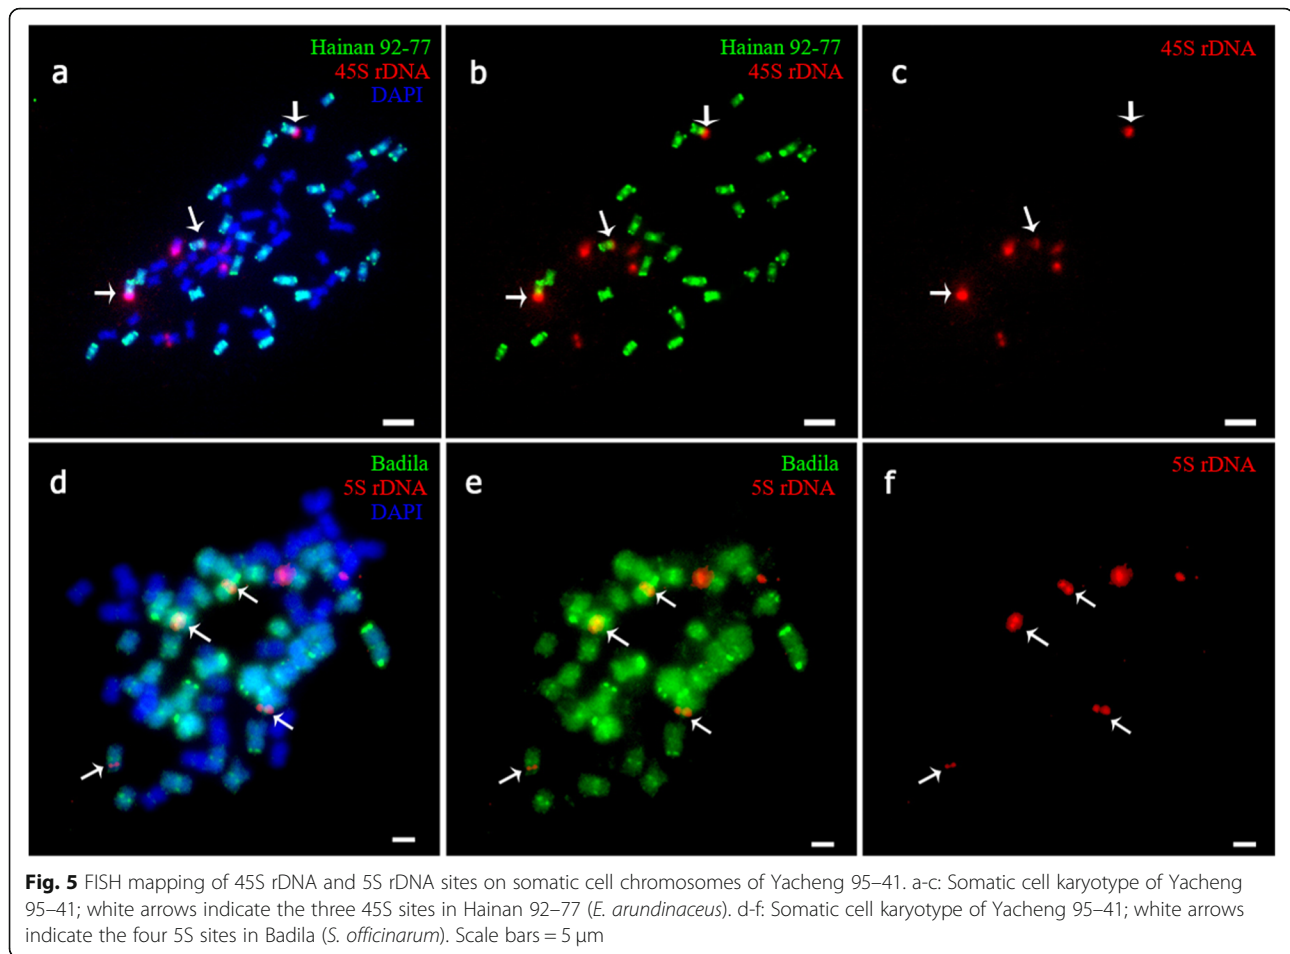 a
Hainan 92-77
45S rDNA
DAPI
b
Hainan 92-77
45S rDNA
c
45S rDNA
d
Badila
5S rDNA
DAPI
e
Badila
5S rDNA
f
5S rDNA
Fig. 5 FISH mapping of 45S rDNA and 5S rDNA sites on somatic cell chromosomes of Yacheng 95–41. a-c: Somatic cell karyotype of Yacheng
95–41; white arrows indicate the three 45S sites in Hainan 92–77 (E. arundinaceus). d-f: Somatic cell karyotype of Yacheng 95–41; white arrows
indicate the four 5S sites in Badila (S. officinarum). Scale bars = 5 μm